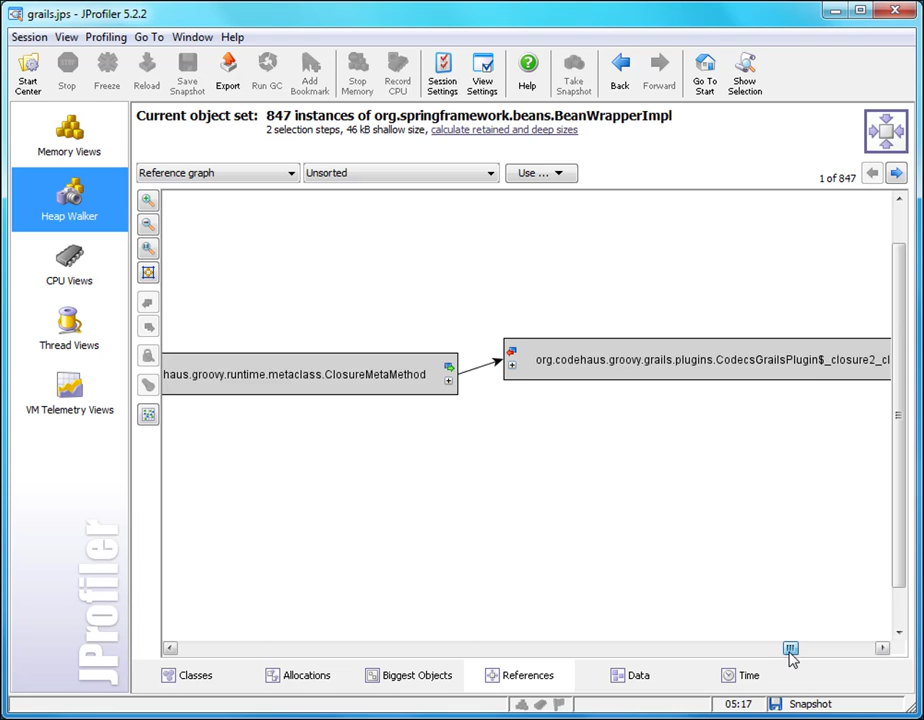 grails.jps - JProfiler 5.2.2
Session View Profiling Go To Window Help
Start Center
Stop
Freeze
Reload
Save Snapshot
Export
Run GC
Add Bookmark
Stop Memory
Record CPU
Session Settings
View Settings
Help
Take Snapshot
Back
Forward
Go To Start
Show Selection
Memory Views
Heap Walker
CPU Views
Thread Views
VM Telemetry Views
JProfiler
Current object set: 847 instances of org.springframework.beans.BeanWrapperImpl
2 selection steps, 46 kB shallow size, calculate retained and deep sizes
Reference graph
Unsorted
Use ...
1 of 847
org.codehaus.groovy.grails.plugins.CodecsGrailsPlugin$_closure2_cl
haus.groovy.runtime.metaclass.ClosureMetaMethod
Classes
Allocations
Biggest Objects
References
Data
Time
05:17
Snapshot